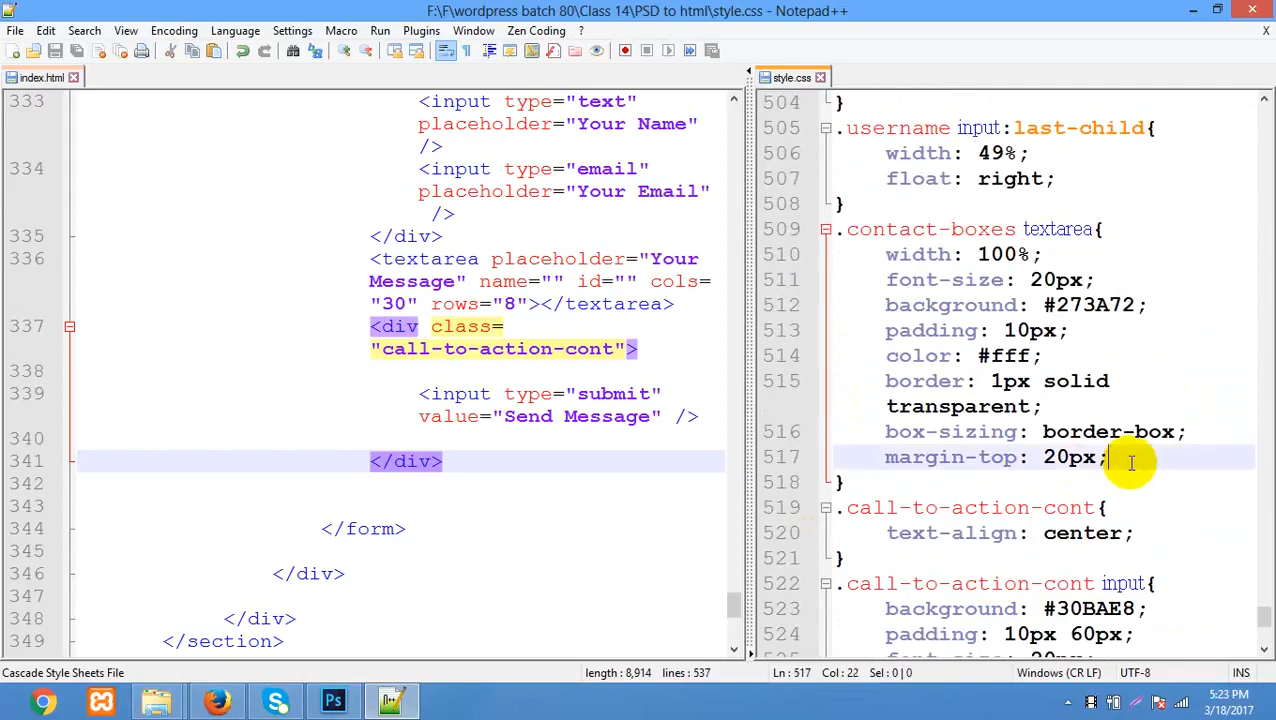 F:\F\wordpress batch 80\Class 14\PSD to html\style.css - Notepad++
File Edit Search View Encoding Language Settings Macro Run Plugins Window Zen Coding ? X
index.html
333 <input type="text"
placeholder="Your Name"
/>
334 <input type="email"
placeholder="Your Email"
/>
335 </div>
336 <textarea placeholder="Your
Message" name="" id="" cols=
"30" rows="8"></textarea>
337 <div class=
"call-to-action-cont">
338
339 <input type="submit"
value="Send Message" />
340
341 </div>
342
343
344 </form>
345
346 </div>
347
348 </div>
349 </section>
style.css
504 }
505 .username input:last-child{
506 width: 49%;
507 float: right;
508 }
509 .contact-boxes textarea{
510 width: 100%;
511 font-size: 20px;
512 background: #273A72;
513 padding: 10px;
514 color: #fff;
515 border: 1px solid
transparent;
516 box-sizing: border-box;
517 margin-top: 20px;
518 }
519 .call-to-action-cont{
520 text-align: center;
521 }
522 .call-to-action-cont input{
523 background: #30BAE8;
524 padding: 10px 60px;
525 font-size: 20px;
Cascade Style Sheets File length : 8,914 lines : 537 Ln : 517 Col : 22 Sel : 0 | 0 Windows (CR LF) UTF-8 INS
Ps
5:23 PM
3/18/2017